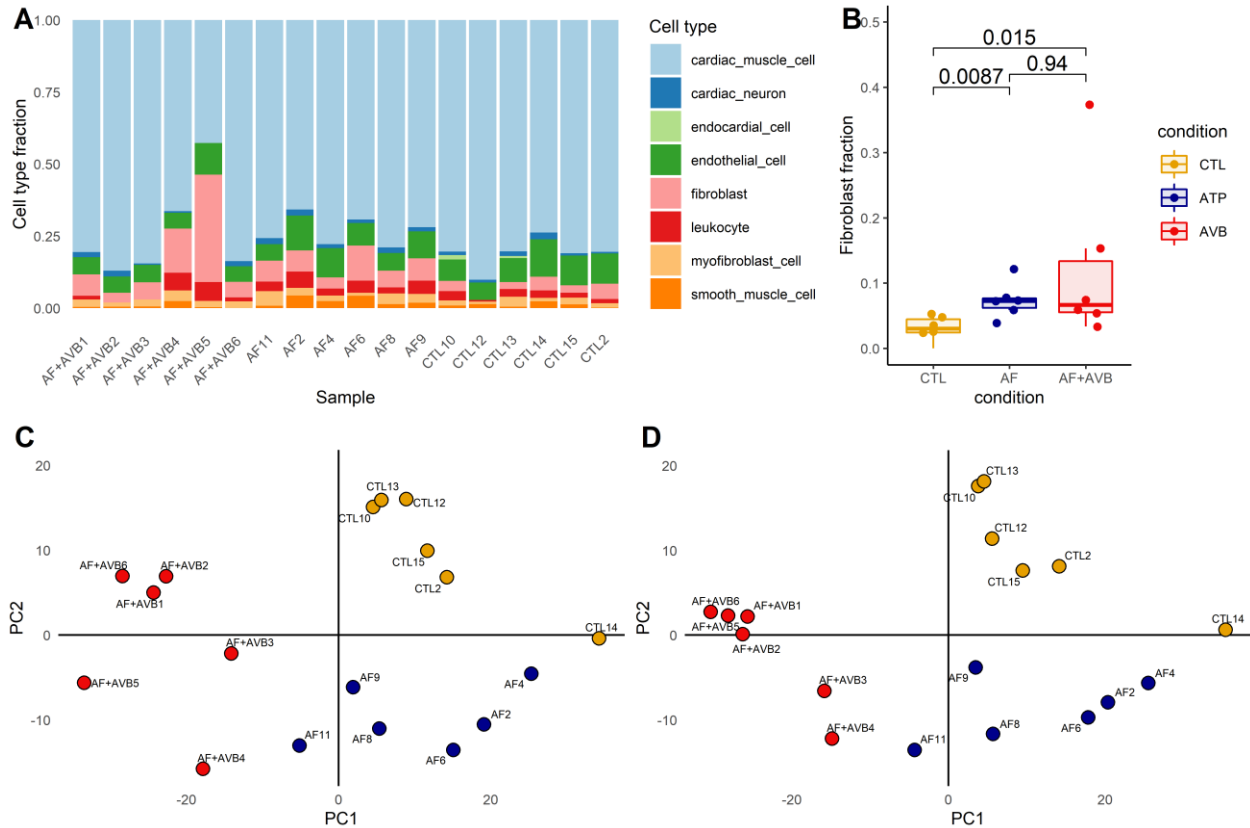 A
Cell type fraction
1.00
0.75
0.50
0.25
0.00
AF+AVB1
AF+AVB2
AF+AVB3
AF+AVB4
AF+AVB5
AF+AVB6
AF11
AF2
AF4
AF6
AF8
AF9
CTL10
CTL12
CTL13
CTL14
CTL15
CTL2
Sample
Cell type
cardiac_muscle_cell
cardiac_neuron
endocardial_cell
endothelial_cell
fibroblast
leukocyte
myofibroblast_cell
smooth_muscle_cell
B
Fibroblast fraction
0.5
0.4
0.3
0.2
0.1
0.0
0.015
0.94
0.0087
CTL
AF
AF+AVB
condition
condition
CTL
ATP
AVB
C
PC2
20
10
0
-10
CTL13
CTL12
CTL10
CTL15
CTL2
CTL14
AF+AVB6
AF+AVB2
AF+AVB1
AF+AVB3
AF+AVB5
AF+AVB4
AF9
AF4
AF11
AF8
AF2
AF6
-20
0
20
PC1
D
PC2
20
10
0
-10
CTL13
CTL10
CTL12
CTL2
CTL15
CTL14
AF+AVB6
AF+AVB1
AF+AVB5
AF+AVB2
AF+AVB3
AF+AVB4
AF9
AF4
AF2
AF6
AF8
AF11
-20
0
20
PC1